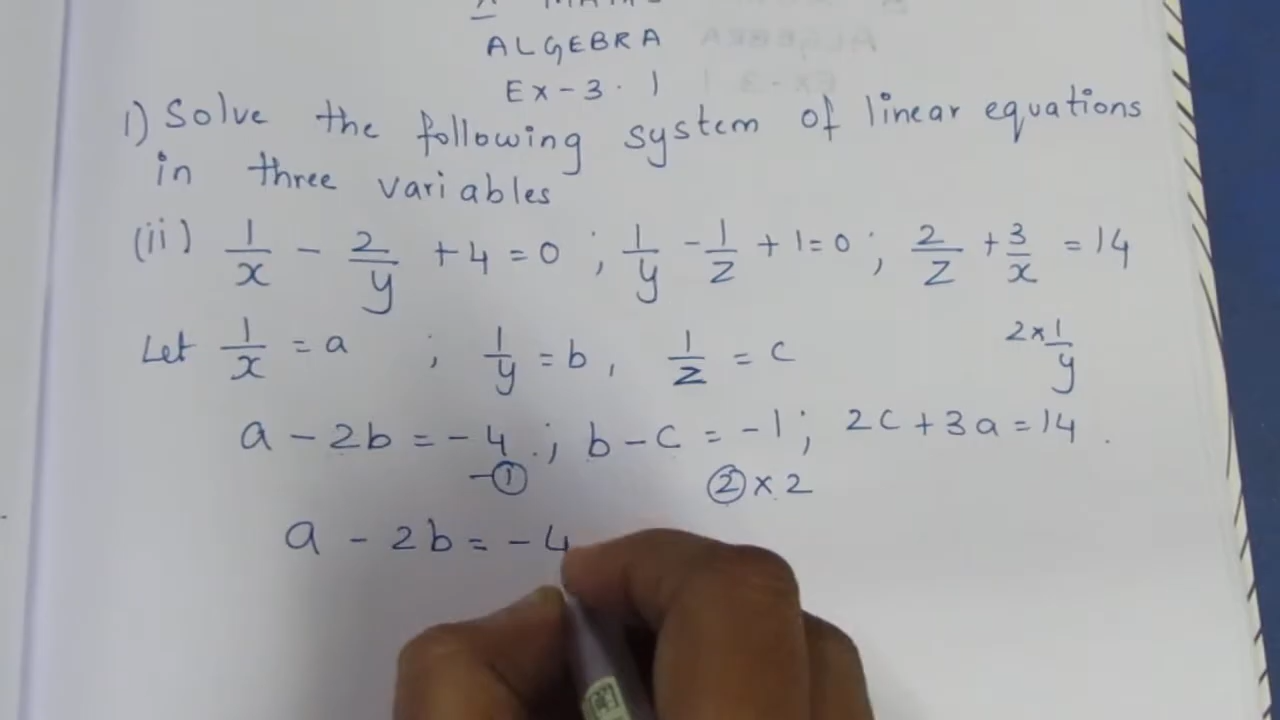 ALGEBRA
Ex-3.1
1) Solve the following system of linear equations
in three variables
(ii) 1/x - 2/y + 4 = 0 ; 1/y - 1/z + 1 = 0 ; 2/z + 3/x = 14
Let 1/x = a ; 1/y = b , 1/z = c 2 × 1/y
a - 2b = -4 ; b - c = -1 ; 2c + 3a = 14 .
-① ② × 2
a - 2b = -4